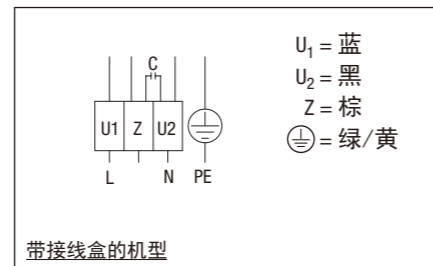 C
U1 Z U2
L N PE
U₁ = 蓝
U₂ = 黑
Z = 棕
⏚ = 绿/黄
带接线盒的机型